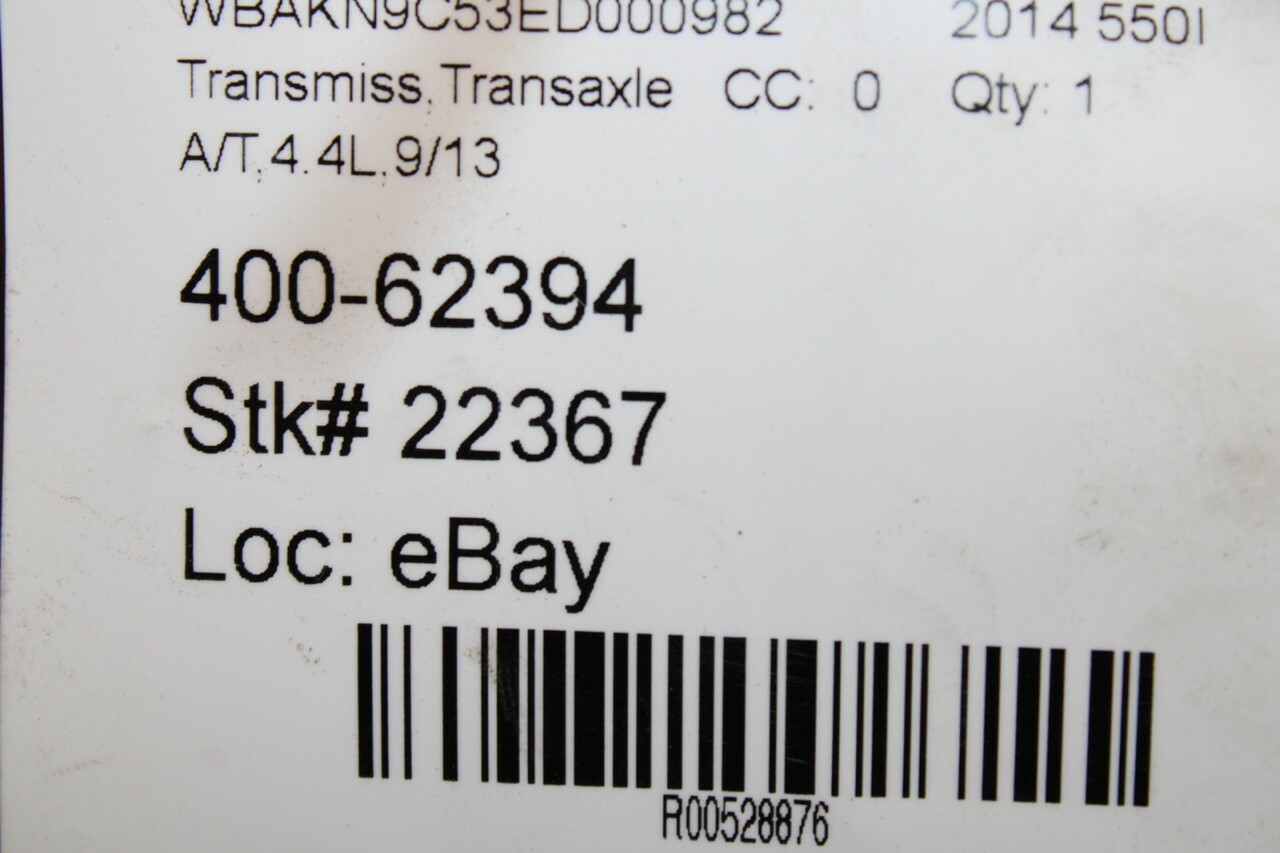 WBAKN9C53ED000982 2014 550I
Transmiss,Transaxle CC: 0 Qty: 1
A/T,4.4L,9/13
400-62394
Stk# 22367
Loc: eBay
R00528876